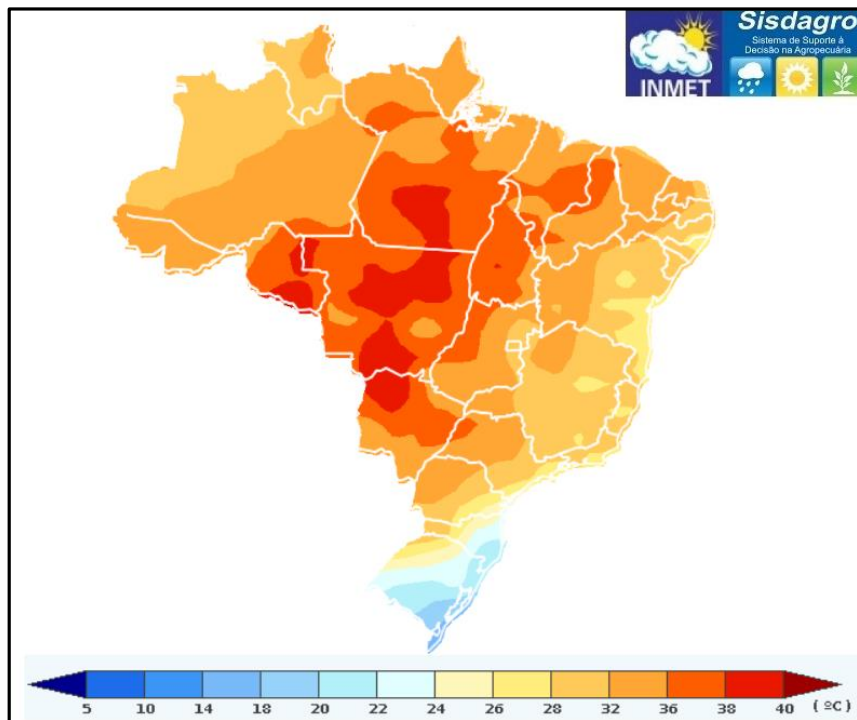 Sisdagro
Sistema de Suporte à
Decisão na Agropecuária
INMET
5 10 14 18 20 22 24 26 28 32 36 38 40 ( ºC)